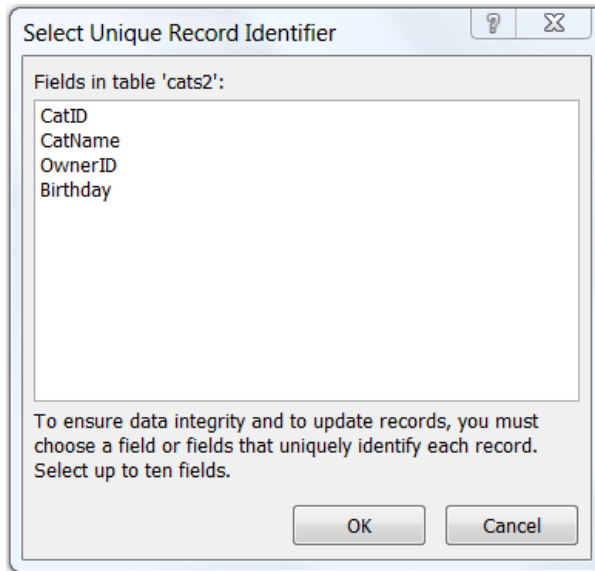 Select Unique Record Identifier
Fields in table 'cats2':
CatID
CatName
OwnerID
Birthday
To ensure data integrity and to update records, you must
choose a field or fields that uniquely identify each record.
Select up to ten fields.
OK Cancel